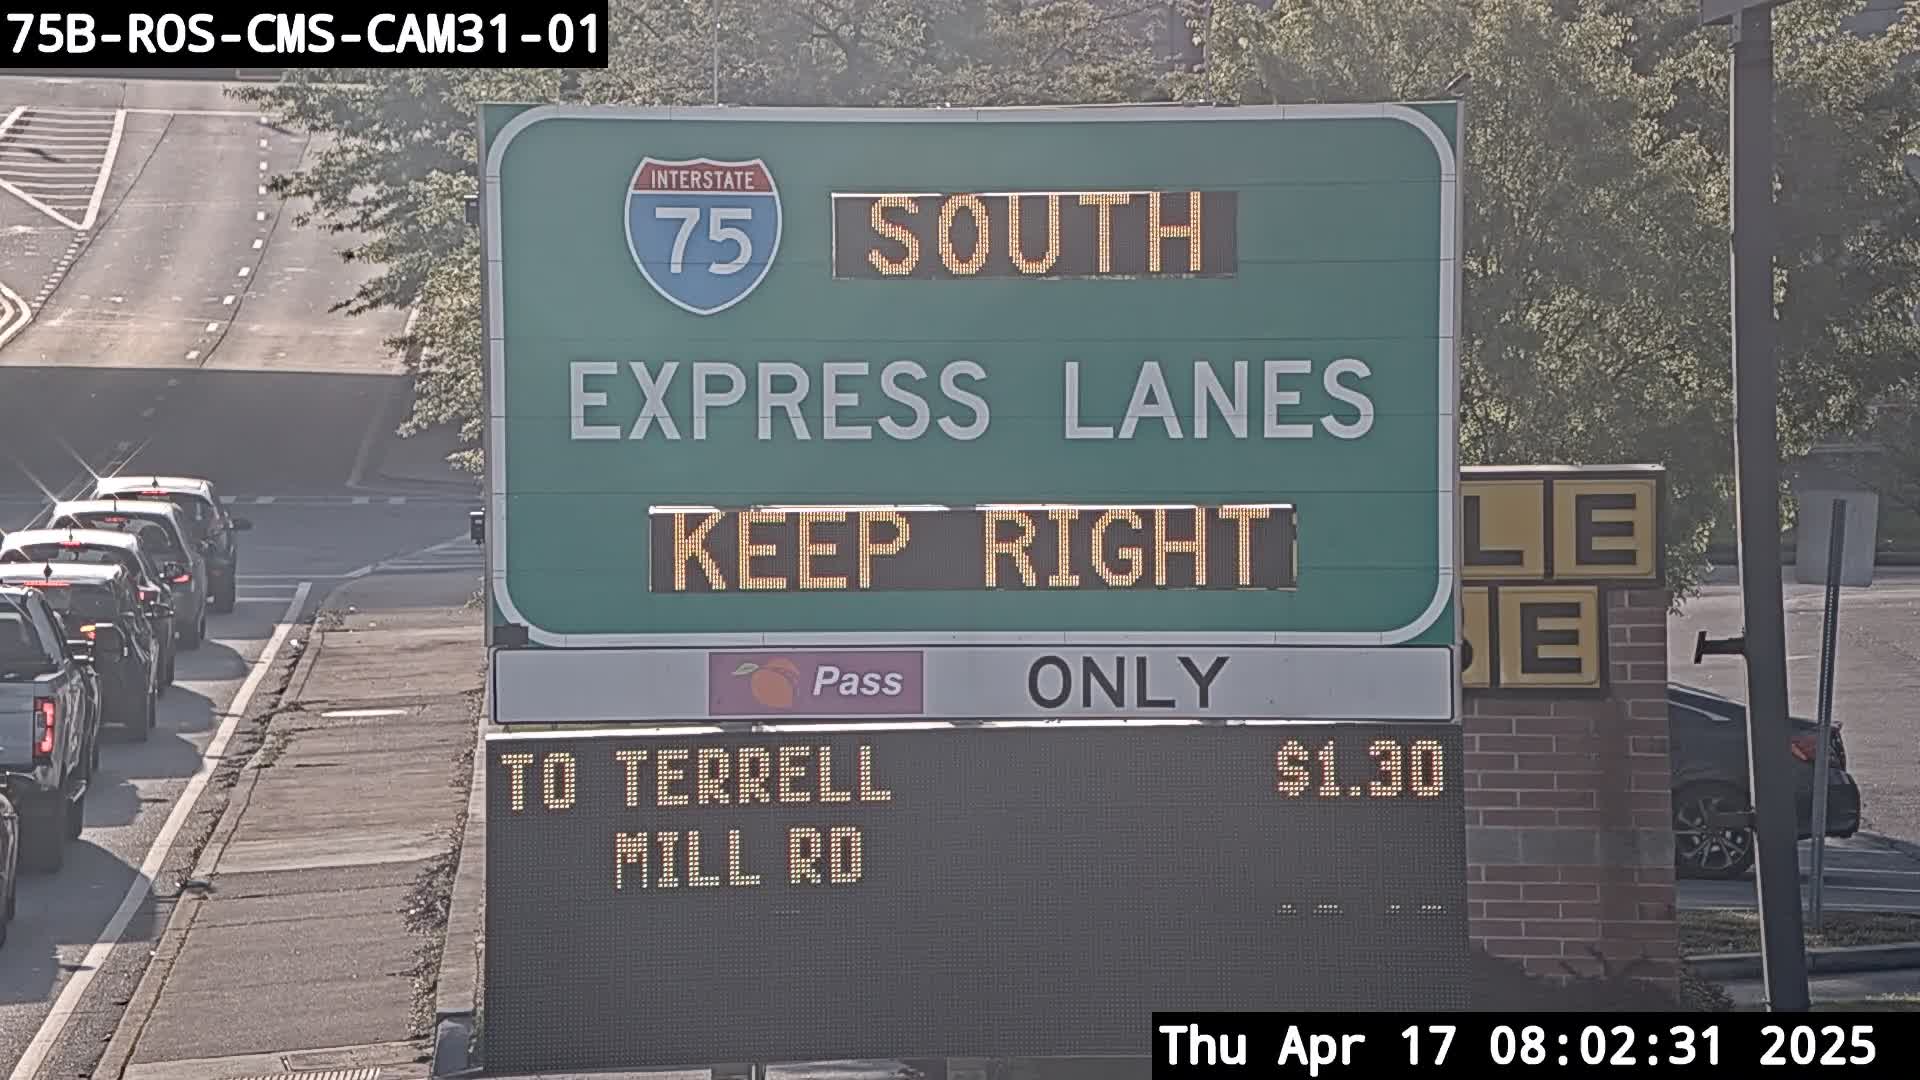 75B-ROS-CMS-CAM31-01
INTERSTATE
75
SOUTH
EXPRESS LANES
KEEP RIGHT
LE
E
Pass ONLY
TO TERRELL $1.30
MILL RD
Thu Apr 17 08:02:31 2025